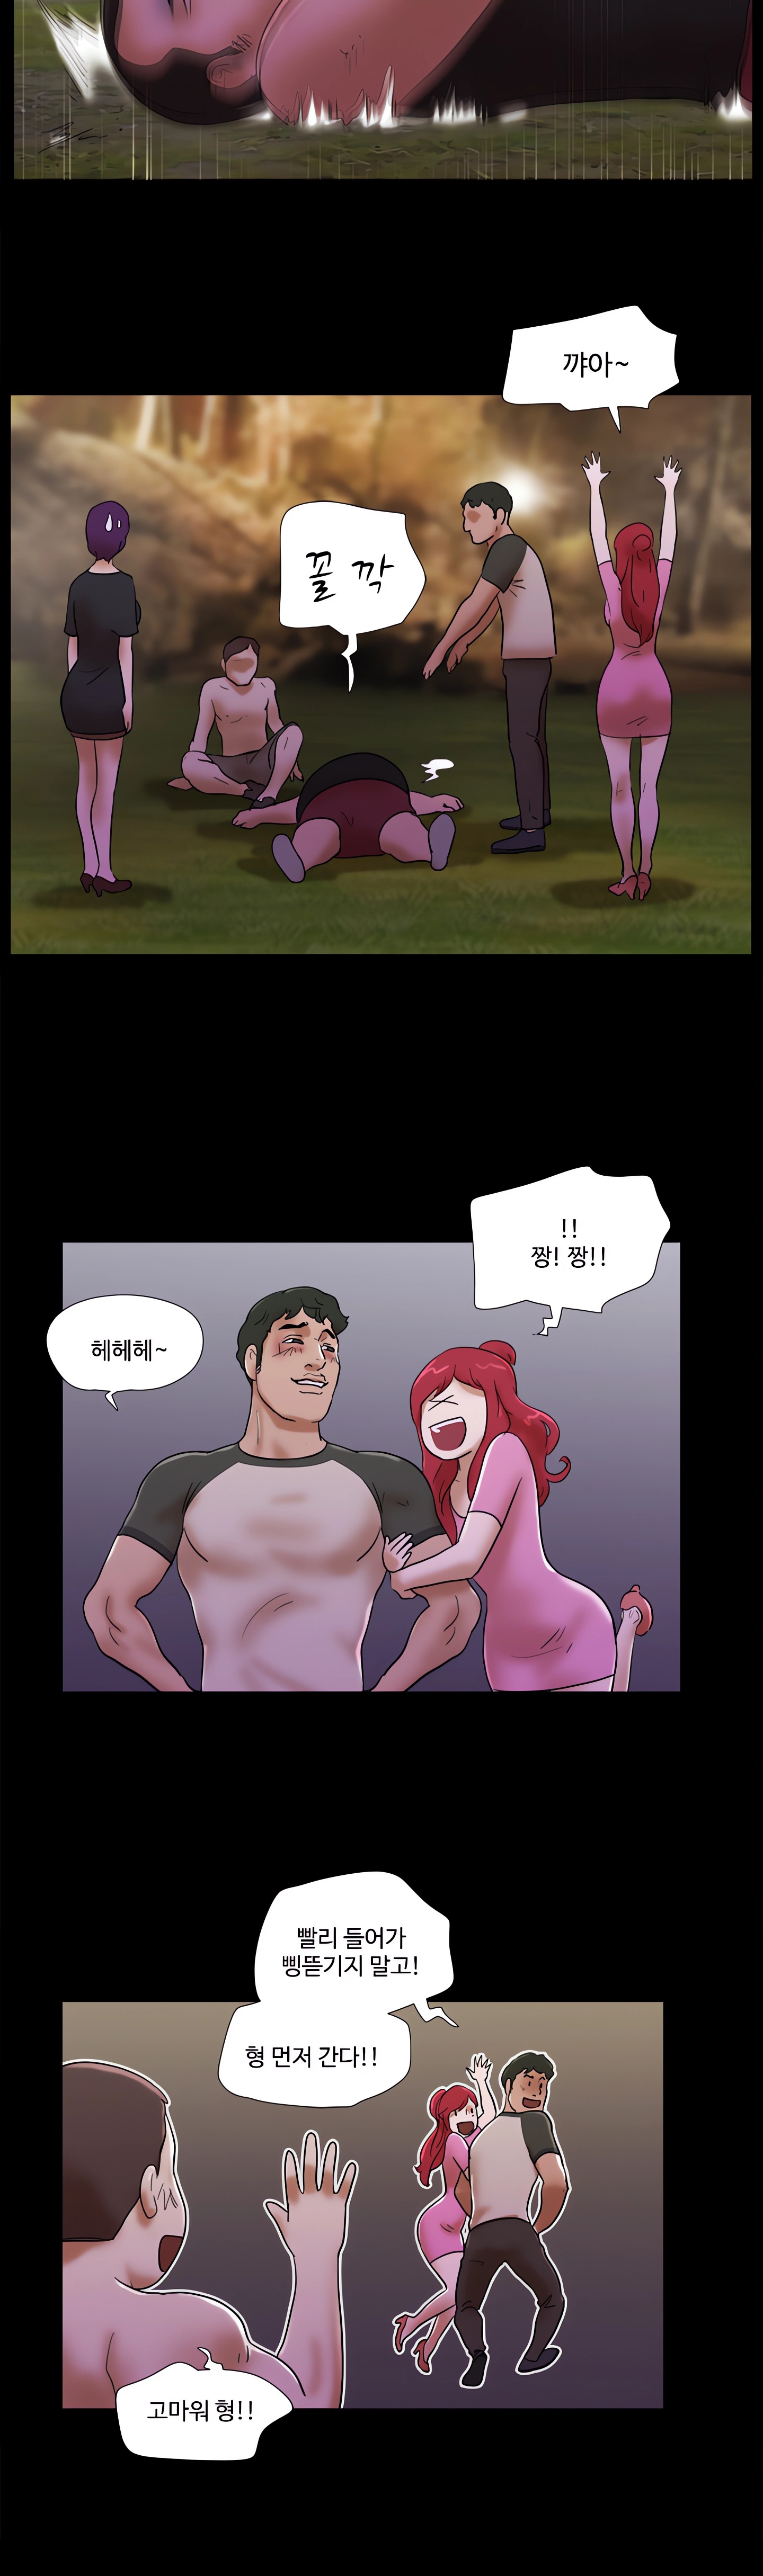 꺄아~
꼴깍
!!
짱! 짱!!
헤헤헤~
빨리 들어가
삥뜯기지 말고!
형 먼저 간다!!
고마워 형!!